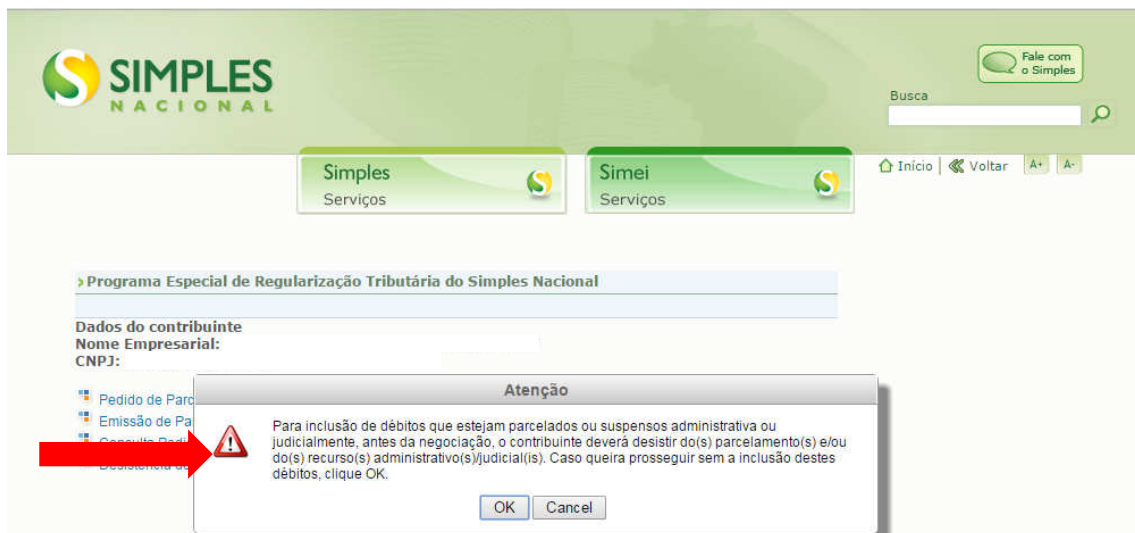 SIMPLES
NACIONAL
Fale com
o Simples
Busca
Simples
Serviços
Simei
Serviços
Início | Voltar A+ A-
Programa Especial de Regularização Tributária do Simples Nacional
Dados do contribuinte
Nome Empresarial:
CNPJ:
Atenção
Pedido de Parc
Emissão de Pa
Para inclusão de débitos que estejam parcelados ou suspensos administrativa ou
judicialmente, antes da negociação, o contribuinte deverá desistir do(s) parcelamento(s) e/ou
do(s) recurso(s) administrativo(s)/judicial(is). Caso queira prosseguir sem a inclusão destes
débitos, clique OK.
OK Cancel